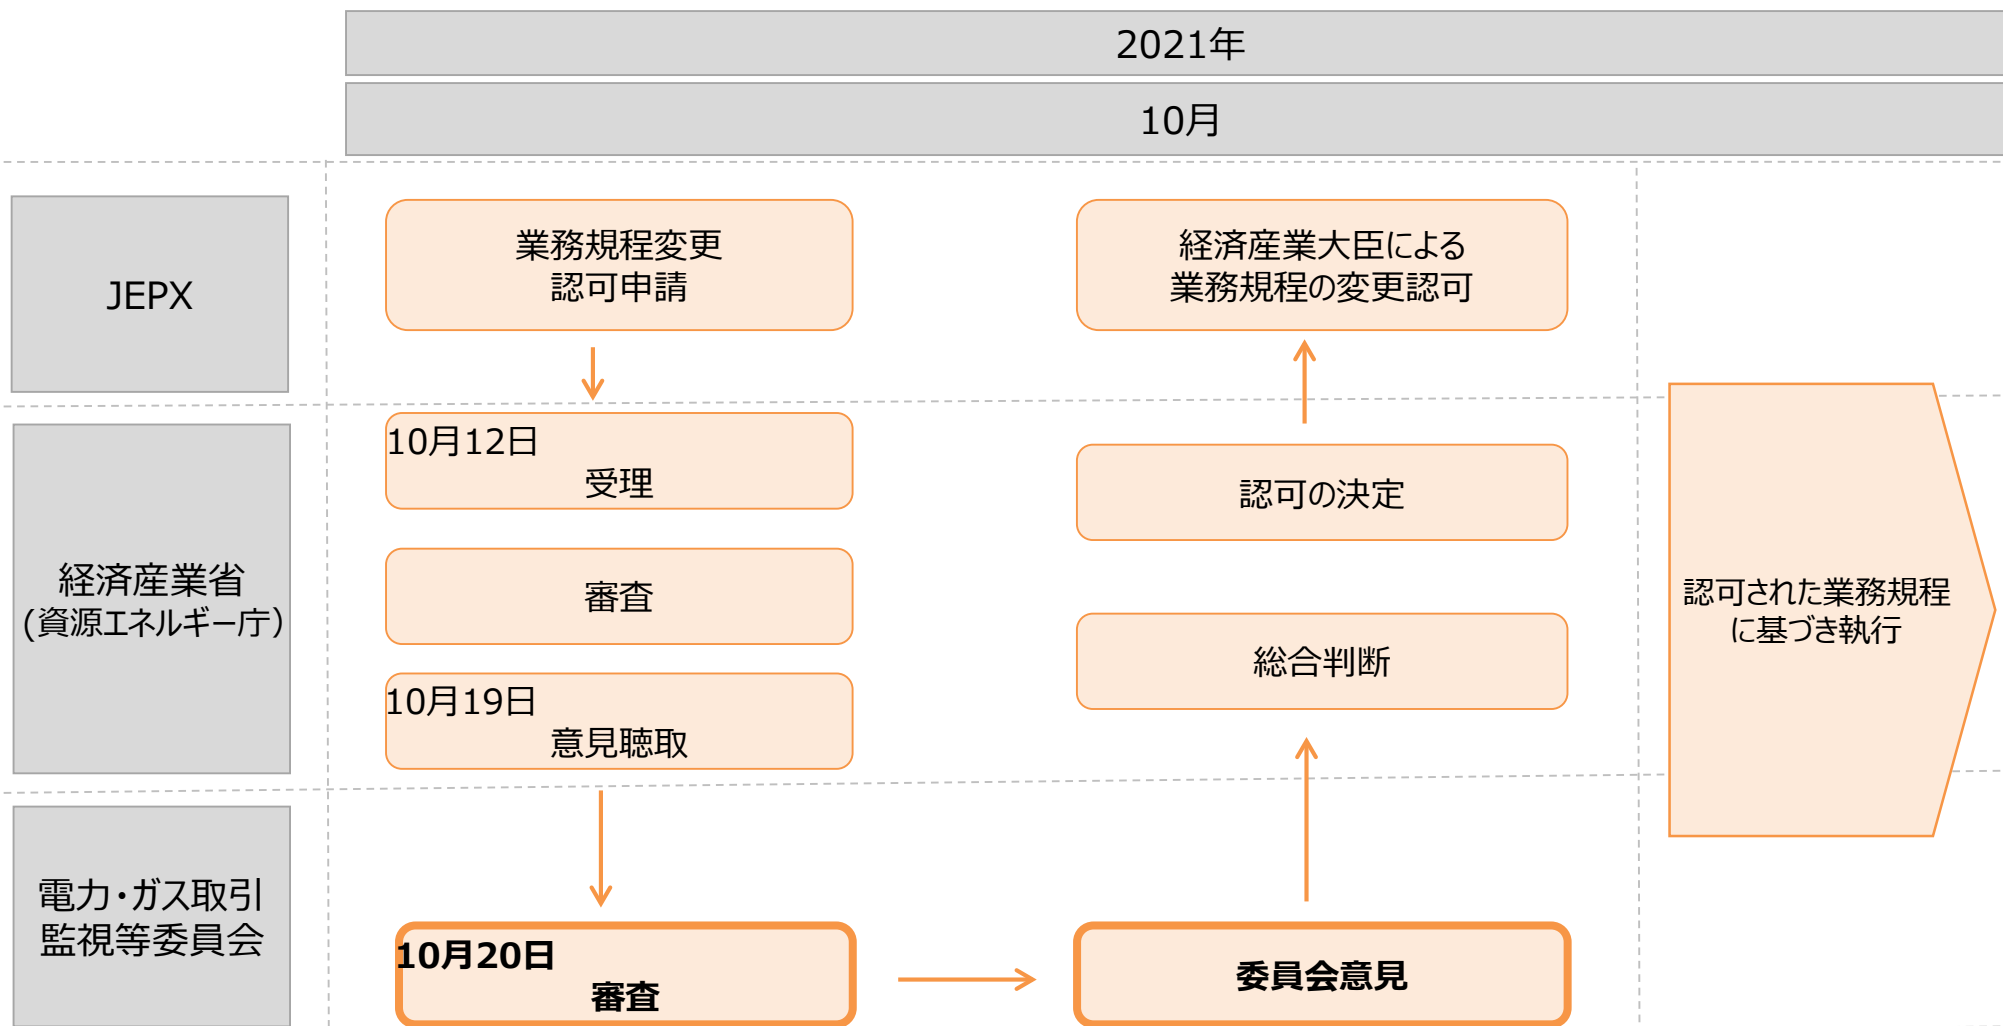 2021年
10月
JEPX
業務規程変更
認可申請
経済産業大臣による
業務規程の変更認可
経済産業省
(資源エネルギー庁)
10月12日
受理
審査
10月19日
意見聴取
認可の決定
総合判断
認可された業務規程
に基づき執行
電力・ガス取引
監視等委員会
10月20日
審査
委員会意見